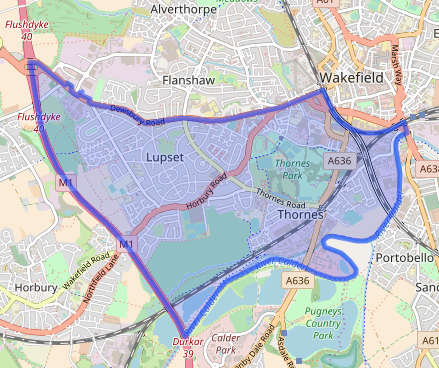 A61
Alverthorpe
Meadows
Flushdyke
40
Flanshaw
Wakefield
Marsh Way
Dewsbury Road
Flushdyke
40
Lupset
Thornes
Park
A636
A638
M1
Horbury Road
Thornes Road
Thornes
M1
Wakefield Road
Northfield Lane
Portobello
Horbury
A636
Pugneys
Country
Park
Durkar
39
Calder
Park
Denby Dale Road
Asdale Road
A61